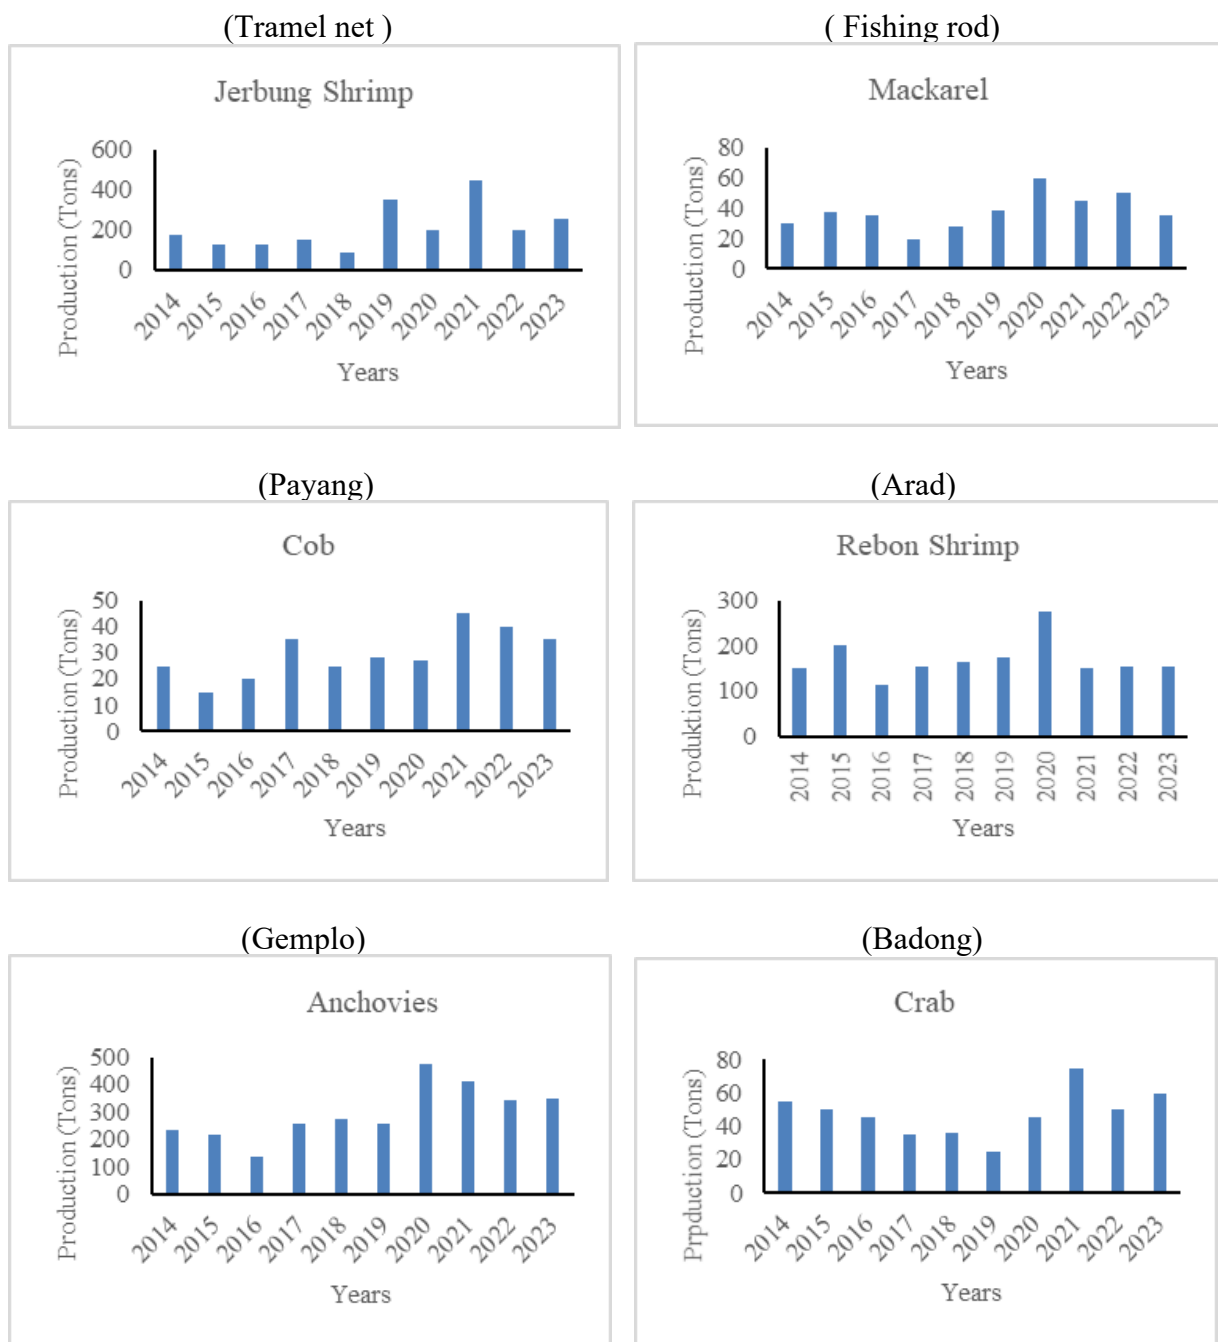 (Tramel net )
( Fishing rod)
Jerbung Shrimp
Production (Tons)
600
400
200
0
2014 2015 2016 2017 2018 2019 2020 2021 2022 2023
Years
Mackarel
Production (Tons)
80
60
40
20
0
2014 2015 2016 2017 2018 2019 2020 2021 2022 2023
Years
(Payang)
(Arad)
Cob
Production (Tons)
50
40
30
20
10
0
2014 2015 2016 2017 2018 2019 2020 2021 2022 2023
Years
Rebon Shrimp
Produktion (Tons)
300
200
100
0
2014 2015 2016 2017 2018 2019 2020 2021 2022 2023
Years
(Gemplo)
(Badong)
Anchovies
Production (Tons)
500
400
300
200
100
0
2014 2015 2016 2017 2018 2019 2020 2021 2022 2023
Years
Crab
Prpduction (Tons)
80
60
40
20
0
2014 2015 2016 2017 2018 2019 2020 2021 2022 2023
Years